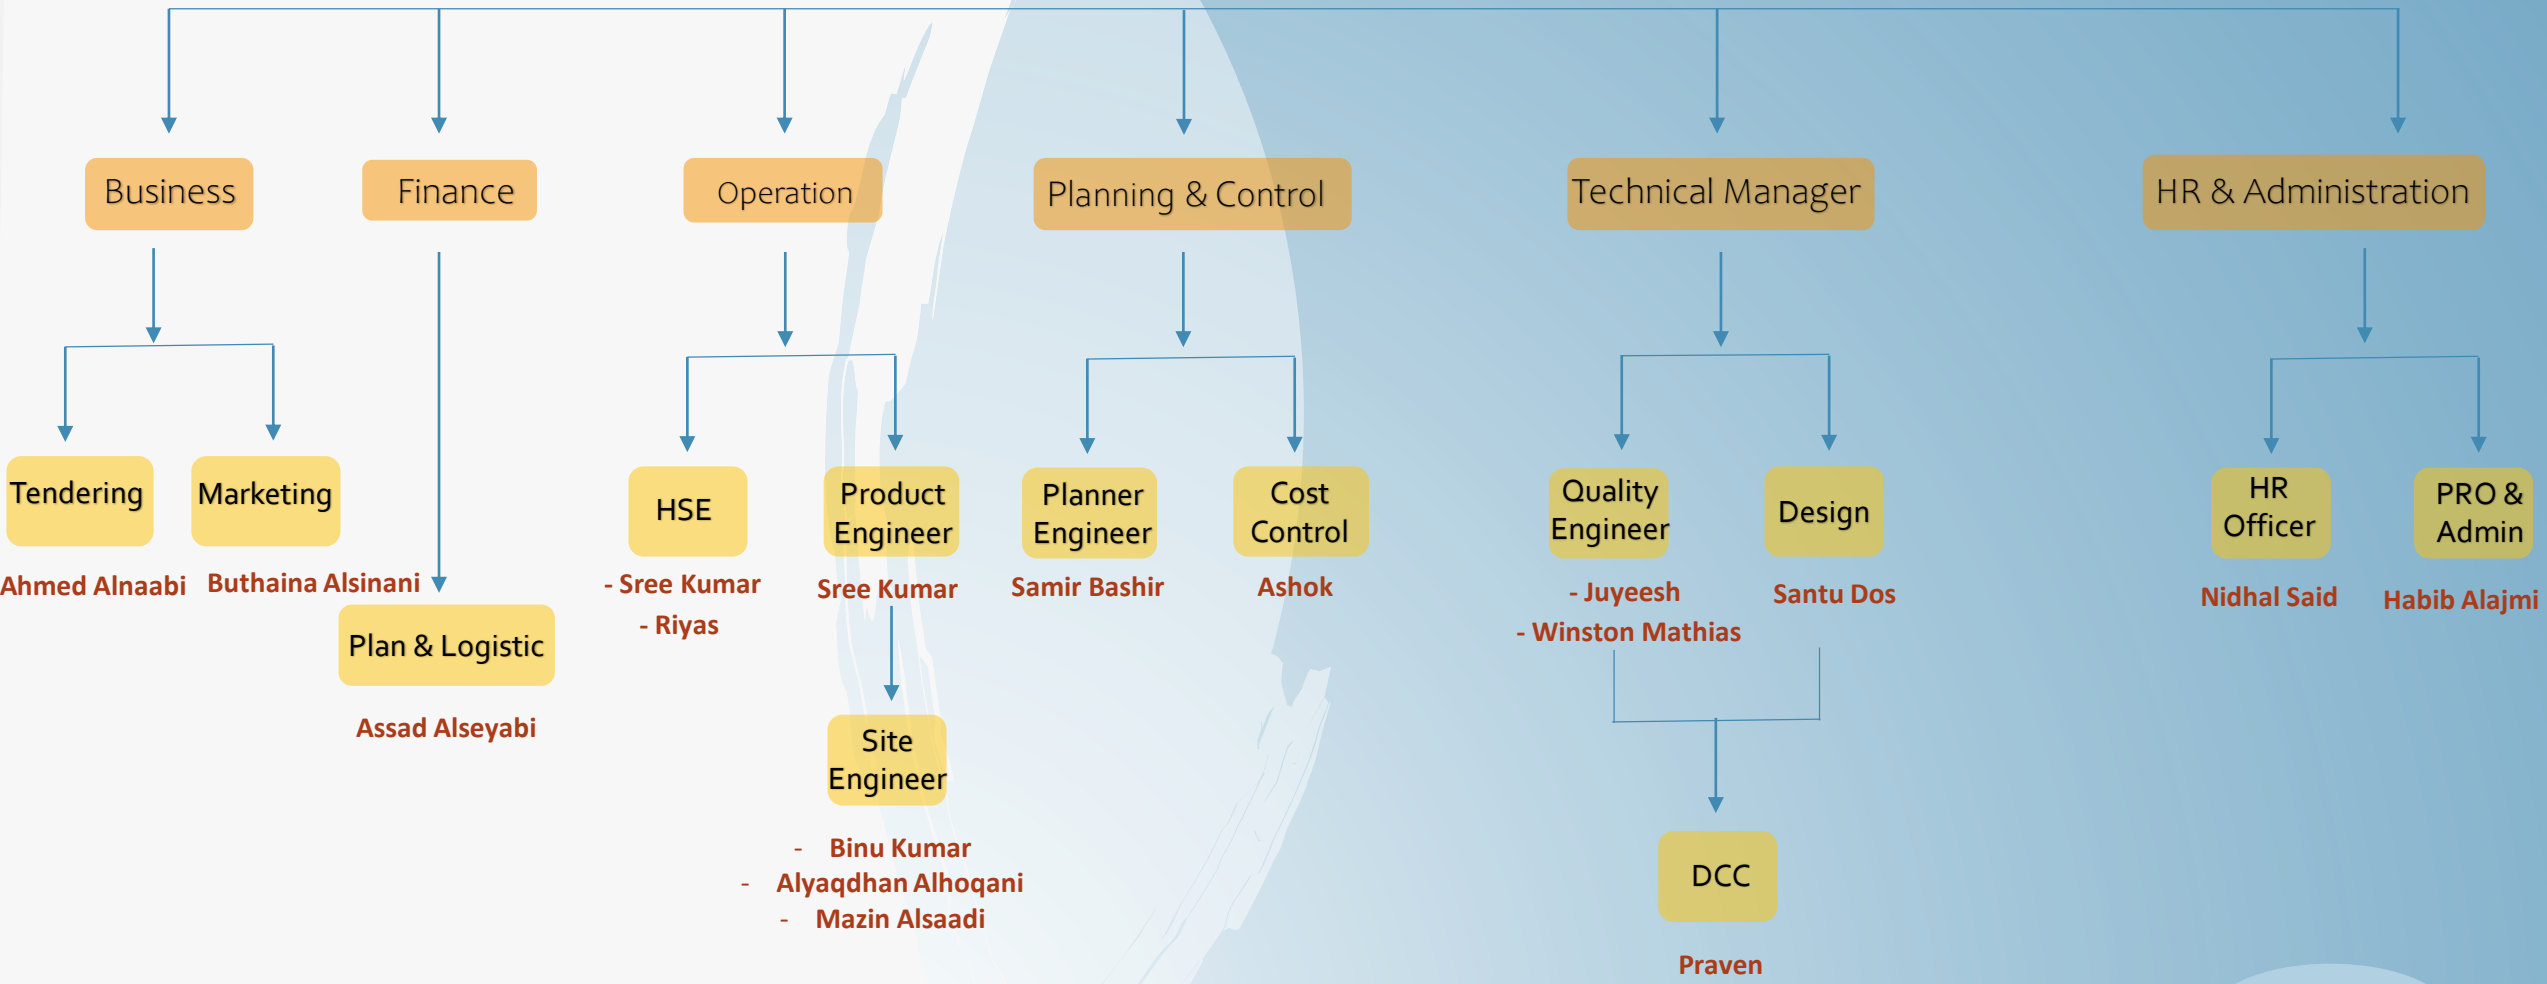 Business
Finance
Operation
Planning & Control
Technical Manager
HR & Administration
Tendering
Marketing
HSE
Product
Engineer
Planner
Engineer
Cost
Control
Quality
Engineer
Design
HR
Officer
PRO &
Admin
Ahmed Alnaabi
Buthaina Alsinani
- Sree Kumar
- Riyas
Sree Kumar
Samir Bashir
Ashok
- Juyeesh
- Winston Mathias
Santu Dos
Nidhal Said
Habib Alajmi
Plan & Logistic
Assad Alseyabi
Site
Engineer
- Binu Kumar
- Alyaqdhan Alhoqani
- Mazin Alsaadi
DCC
Praven